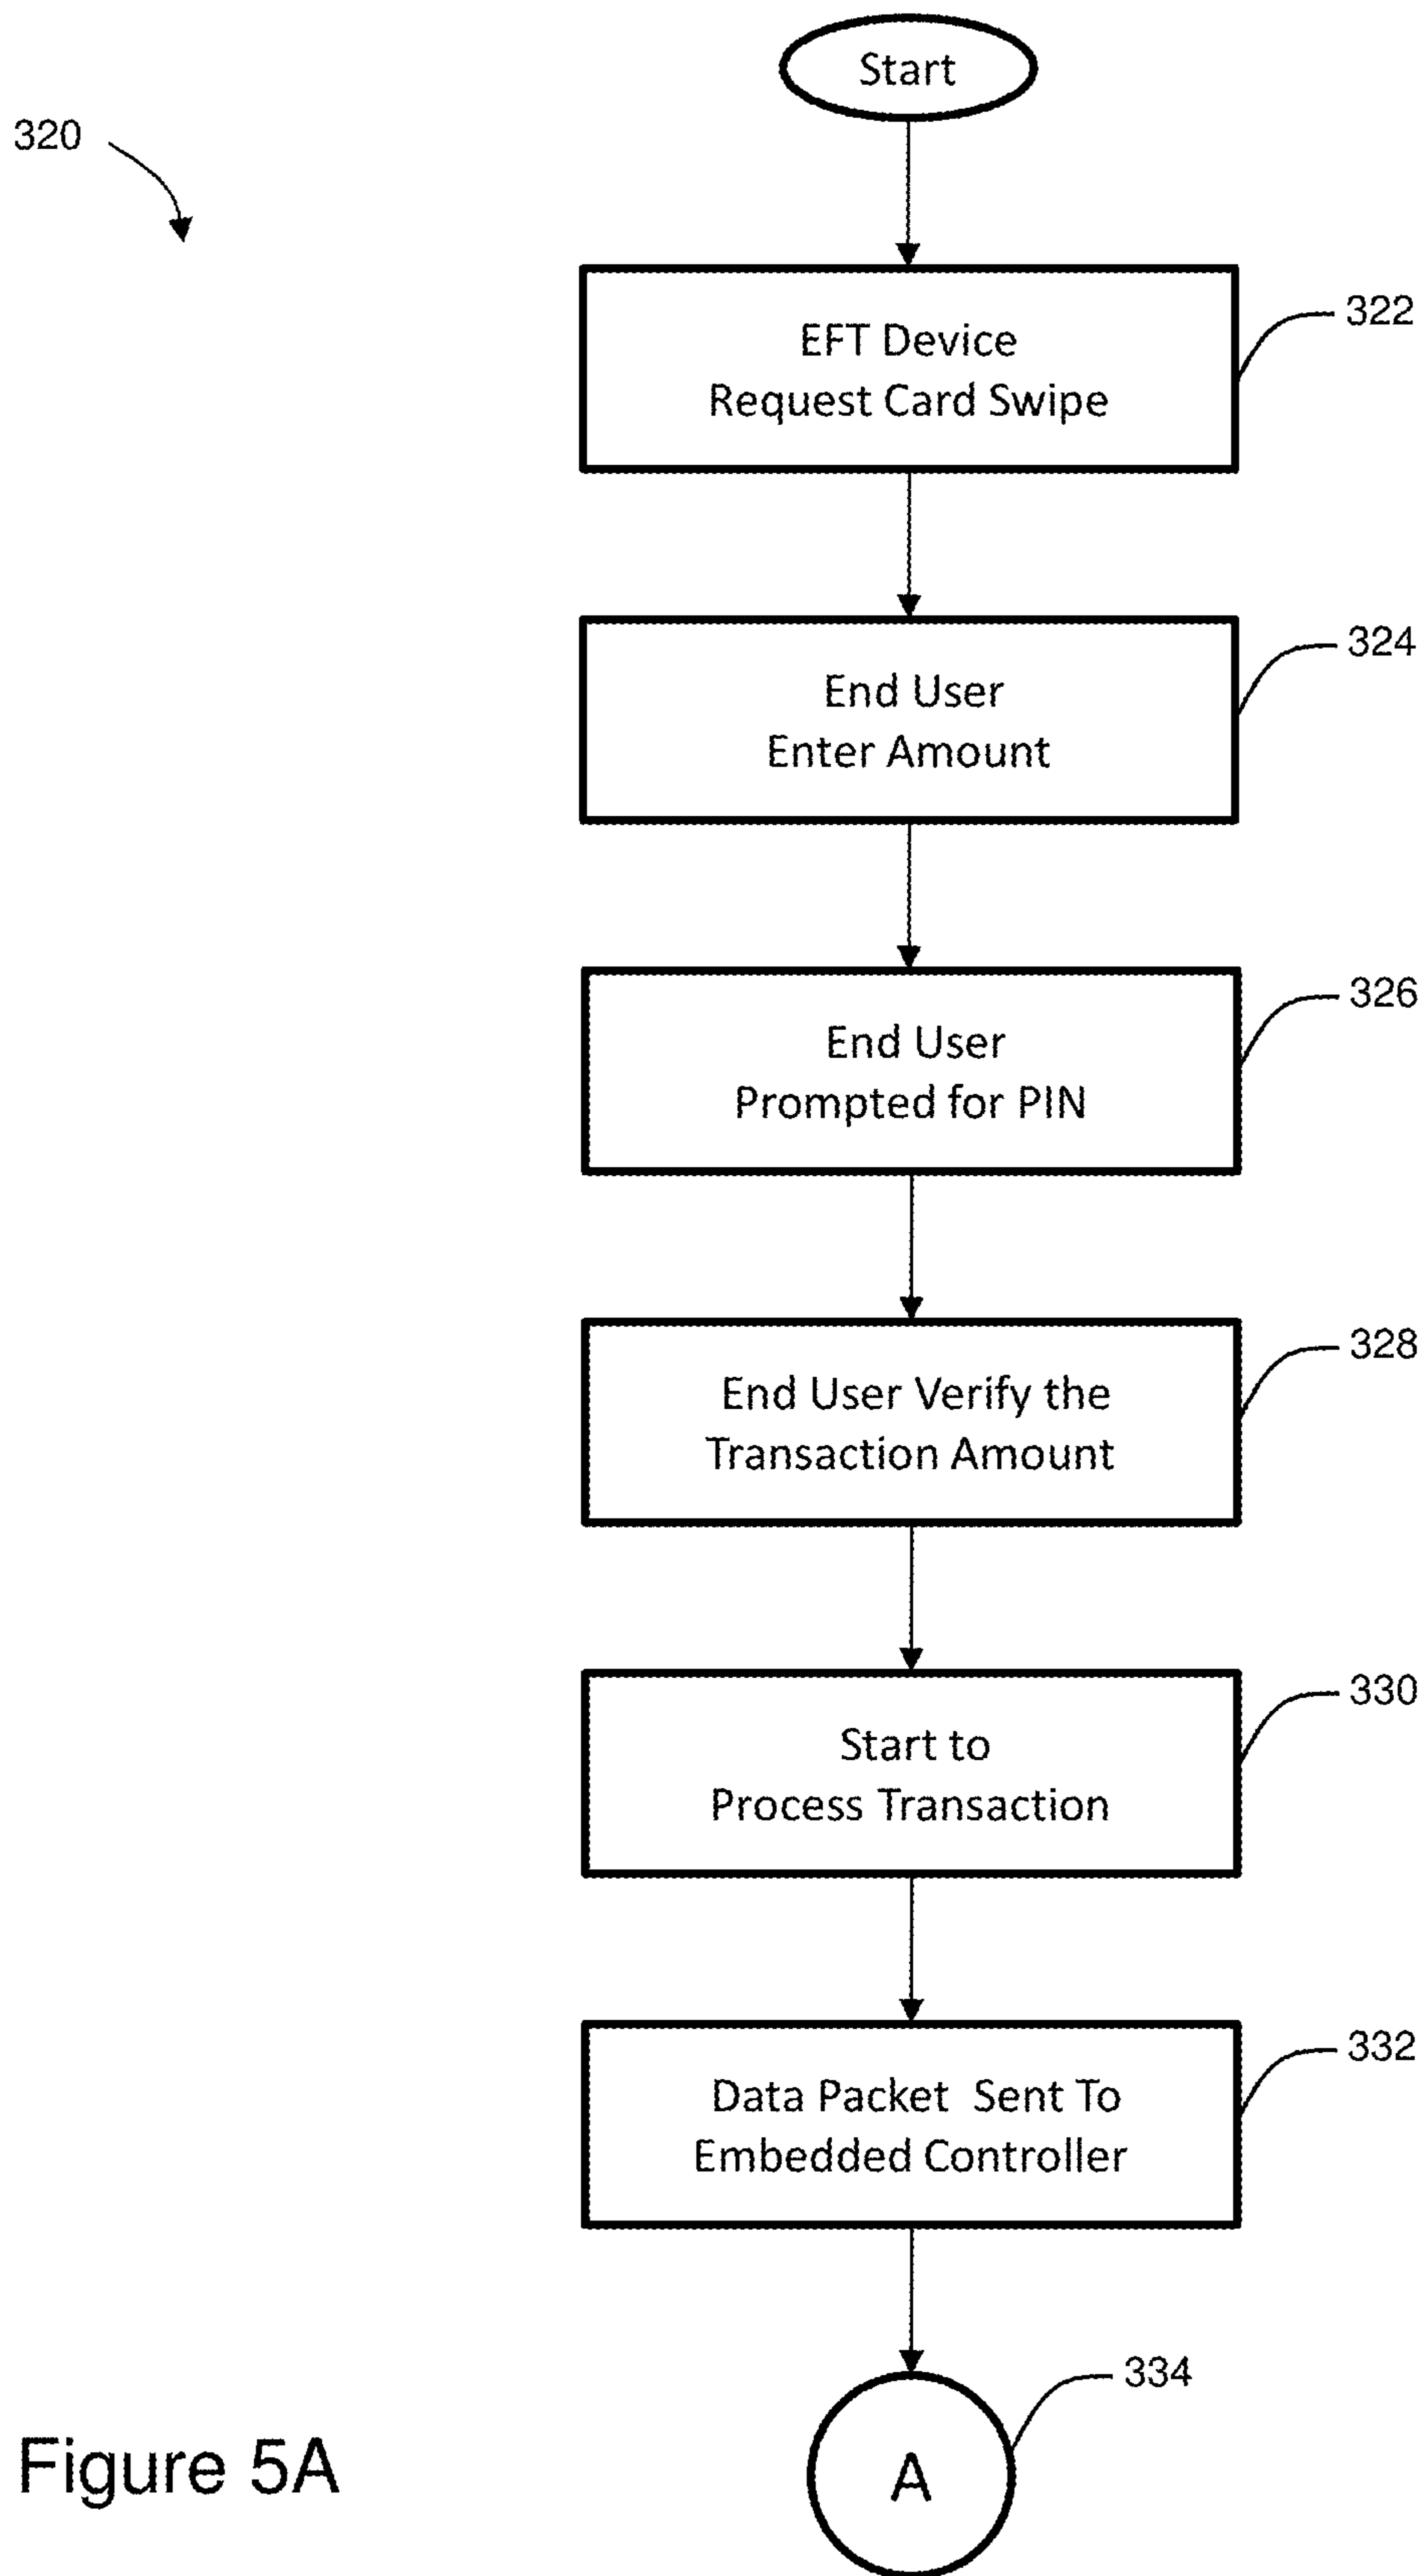 Start
320
EFT Device
Request Card Swipe
322
End User
Enter Amount
324
End User
Prompted for PIN
326
End User Verify the
Transaction Amount
328
Start to
Process Transaction
330
Data Packet  Sent To
Embedded Controller
332
A
334
Figure 5A